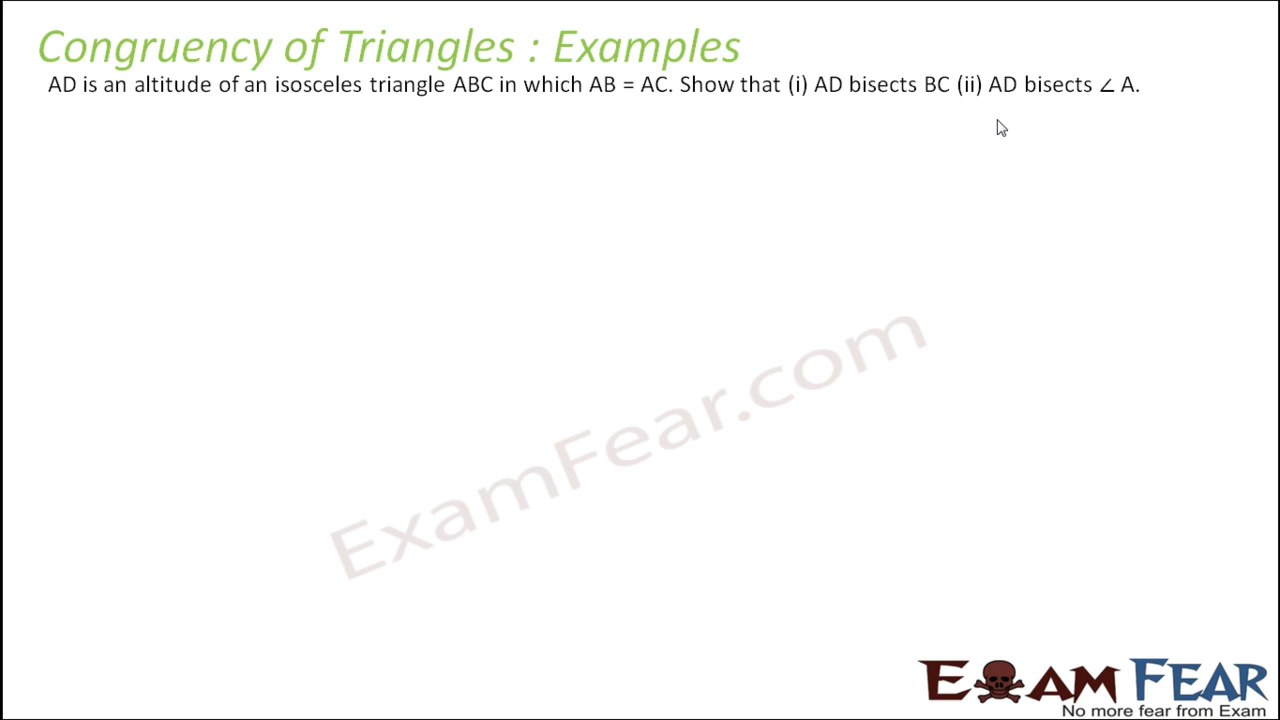 Congruency of Triangles : Examples
AD is an altitude of an isosceles triangle ABC in which AB = AC. Show that (i) AD bisects BC (ii) AD bisects ∠ A.
ExamFear.com
EXAM FEAR
No more fear from Exam